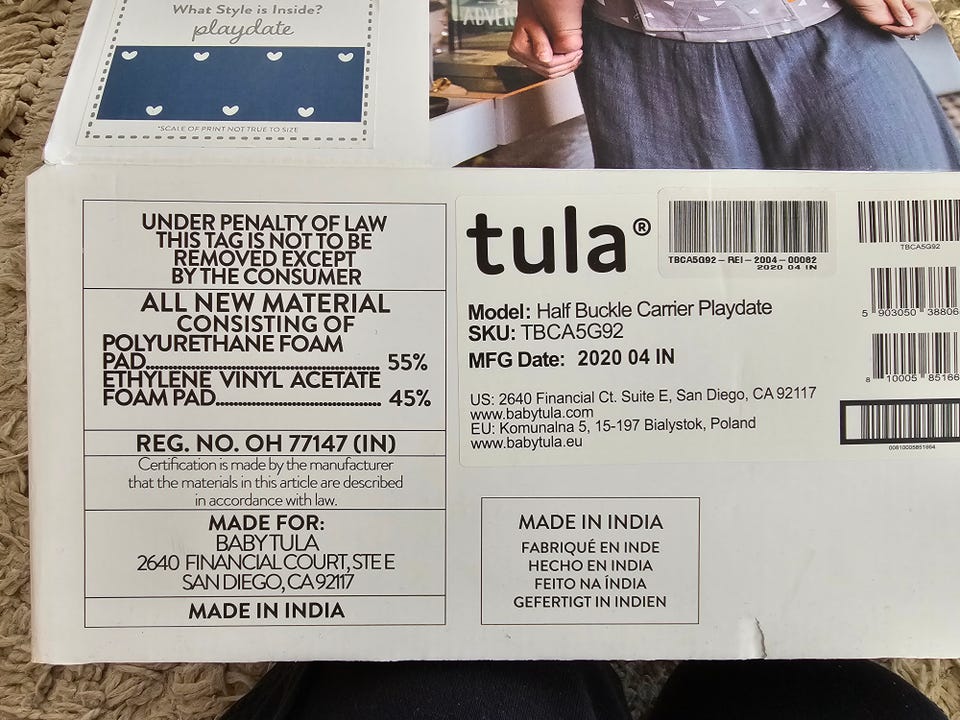 ADVEN
What Style is Inside?
playdate
*SCALE OF PRINT NOT TRUE TO SIZE
UNDER PENALTY OF LAW
THIS TAG IS NOT TO BE
REMOVED EXCEPT
BY THE CONSUMER
ALL NEW MATERIAL
CONSISTING OF
POLYURETHANE FOAM
PAD........................................ 55%
ETHYLENE VINYL ACETATE
FOAM PAD............................ 45%
REG. NO. OH 77147 (IN)
Certification is made by the manufacturer
that the materials in this article are described
in accordance with law.
MADE FOR:
BABY TULA
2640 FINANCIAL COURT, STE E
SAN DIEGO, CA 92117
MADE IN INDIA
tula®
TBCA5G92 - REI - 2004 - 00082
2020 04 IN
Model: Half Buckle Carrier Playdate
SKU: TBCA5G92
MFG Date: 2020 04 IN
US: 2640 Financial Ct. Suite E, San Diego, CA 92117
www.babytula.com
EU: Komunalna 5, 15-197 Bialystok, Poland
www.babytula.eu
TBCA5G92
5 903050 38806
8 10005 85166
00810005851664
MADE IN INDIA
FABRIQUÉ EN INDE
HECHO EN INDIA
FEITO NA ÍNDIA
GEFERTIGT IN INDIEN